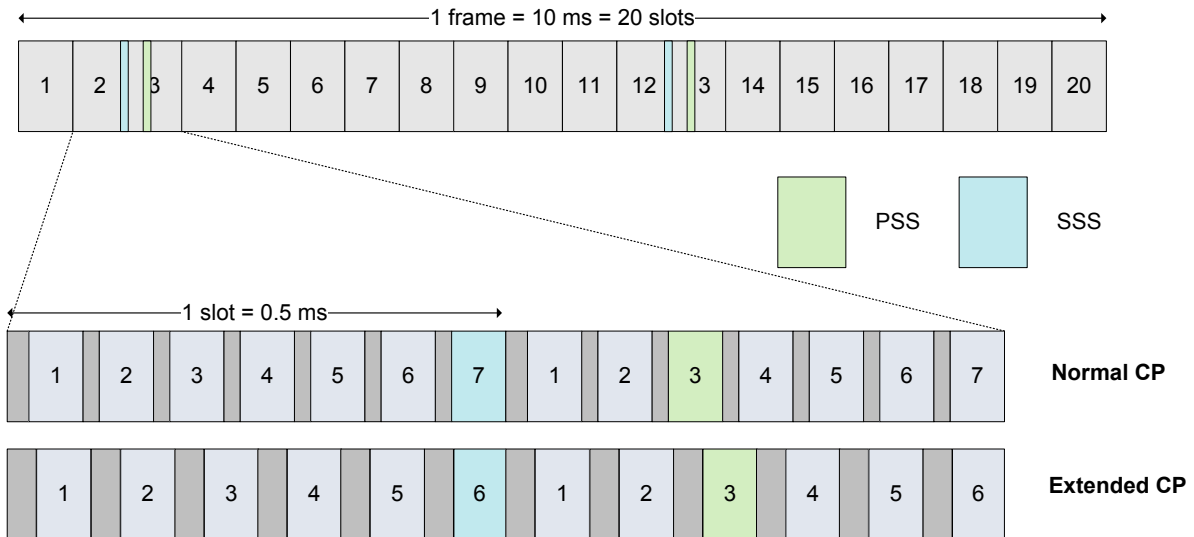 1 frame = 10 ms = 20 slots
1 2 3 4 5 6 7 8 9 10 11 12 3 14 15 16 17 18 19 20
PSS SSS
1 slot = 0.5 ms
1 2 3 4 5 6 7 1 2 3 4 5 6 7 Normal CP
1 2 3 4 5 6 1 2 3 4 5 6 Extended CP